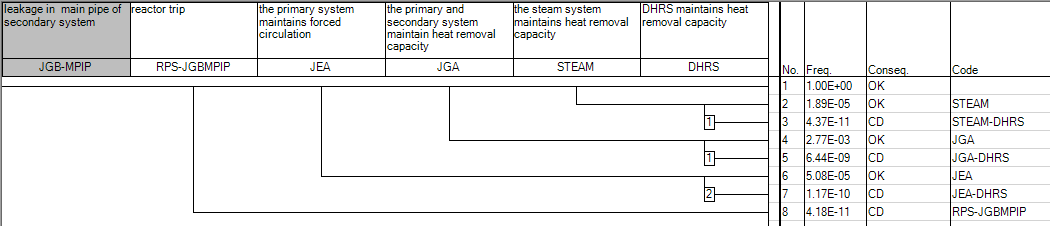 leakage in  main pipe of secondary system
reactor trip
the primary system maintains forced circulation
the primary and secondary system maintain heat removal capacity
the steam system maintains heat removal capacity
DHRS maintains heat removal capacity
JGB-MPIP RPS-JGBMPIP JEA JGA STEAM DHRS No. Freq. Conseq. Code
1 1.00E+00 OK
2 1.89E-05 OK STEAM
1 3 4.37E-11 CD STEAM-DHRS
4 2.77E-03 OK JGA
1 5 6.44E-09 CD JGA-DHRS
6 5.08E-05 OK JEA
2 7 1.17E-10 CD JEA-DHRS
8 4.18E-11 CD RPS-JGBMPIP